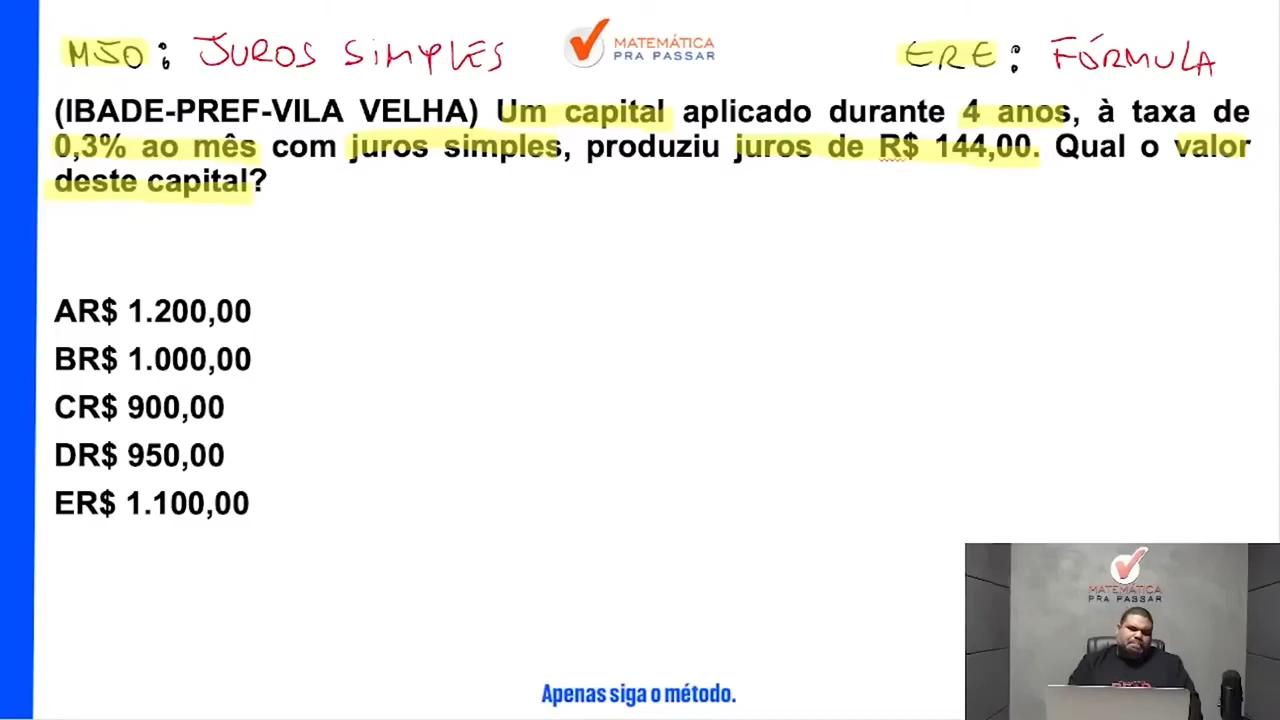 MJO: JUROS SIMPLES
MATEMÁTICA
PRA PASSAR
ERE: FÓRMULA
(IBADE-PREF-VILA VELHA) Um capital aplicado durante 4 anos, à taxa de
0,3% ao mês com juros simples, produziu juros de R$ 144,00. Qual o valor
deste capital?
AR$ 1.200,00
BR$ 1.000,00
CR$ 900,00
DR$ 950,00
ER$ 1.100,00
MATEMÁTICA
PRA PASSAR
Apenas siga o método.